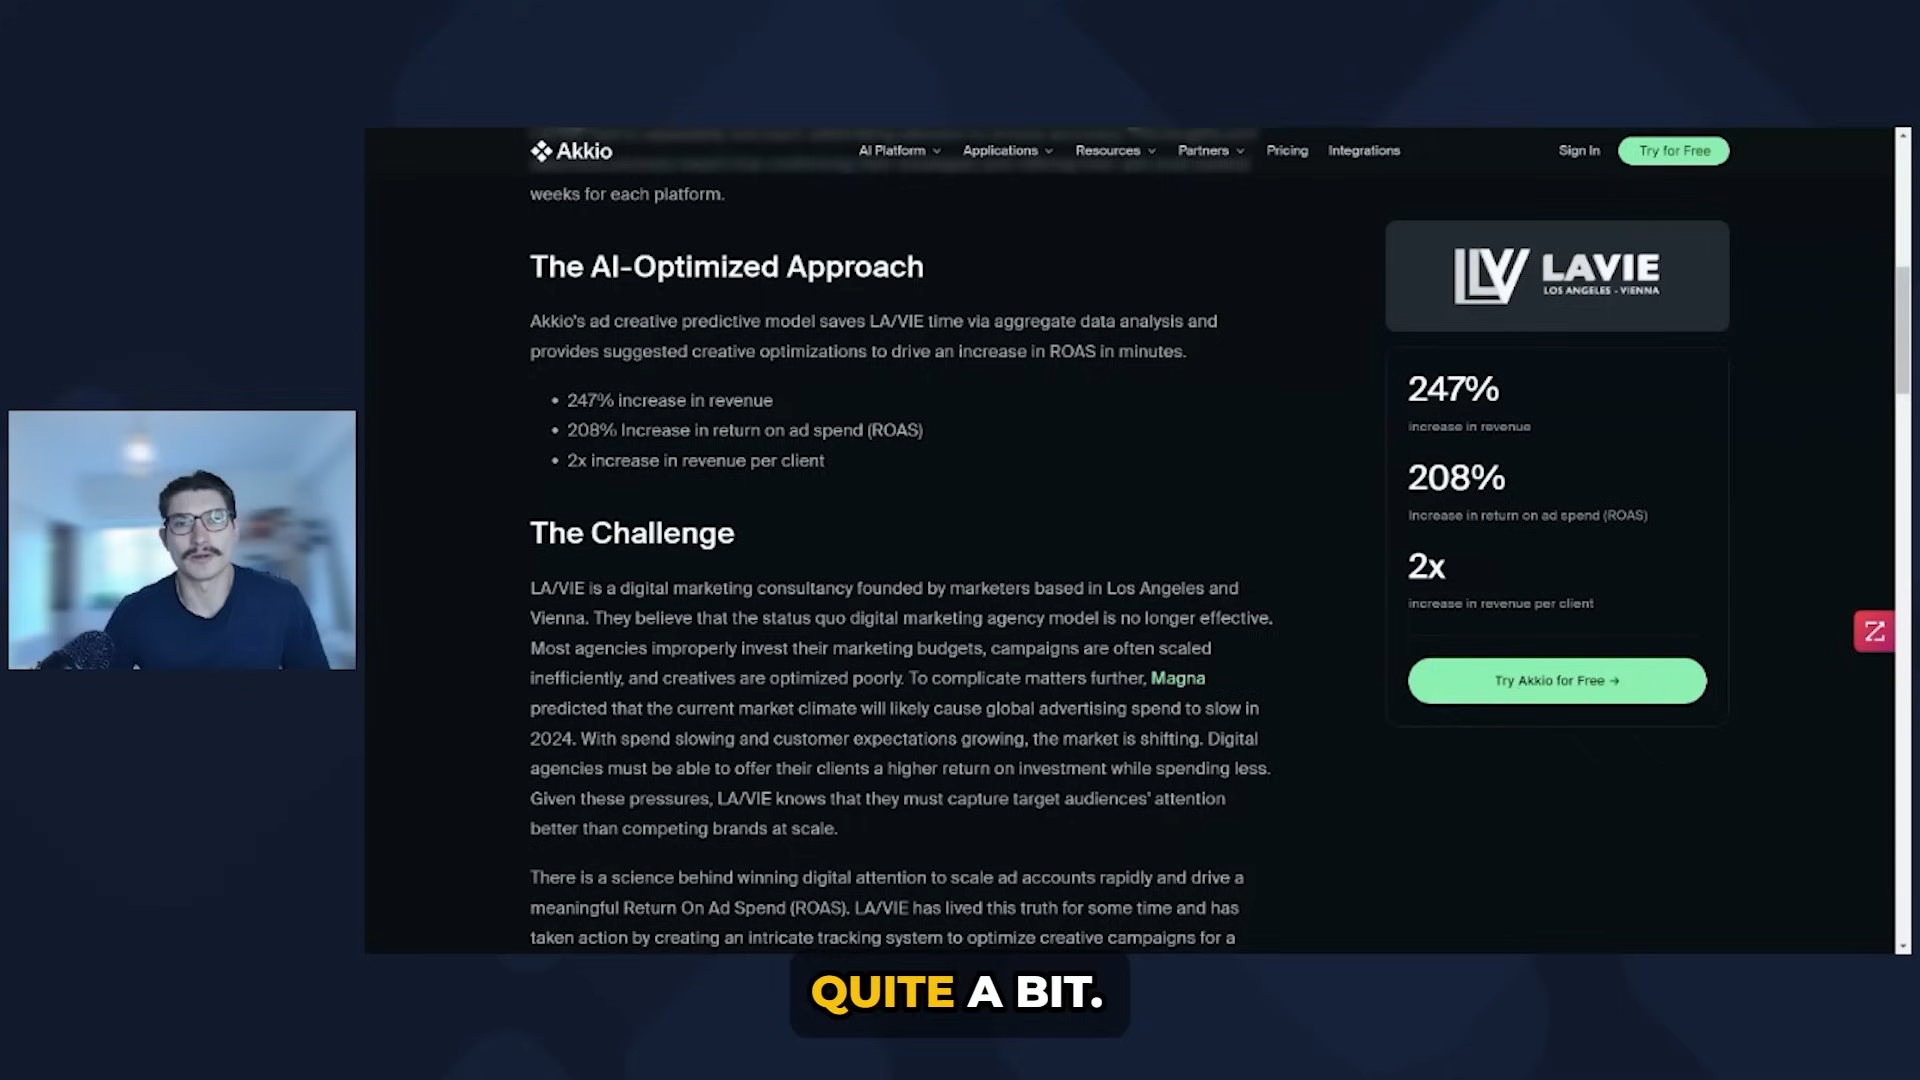 Akkio
AI Platform
Applications
Resources
Partners
Pricing
Integrations
Sign In
Try for Free
weeks for each platform.
The AI-Optimized Approach
Akkio's ad creative predictive model saves LA/VIE time via aggregate data analysis and
provides suggested creative optimizations to drive an increase in ROAS in minutes.
• 247% increase in revenue
• 208% Increase in return on ad spend (ROAS)
• 2x increase in revenue per client
The Challenge
LA/VIE is a digital marketing consultancy founded by marketers based in Los Angeles and
Vienna. They believe that the status quo digital marketing agency model is no longer effective.
Most agencies improperly invest their marketing budgets, campaigns are often scaled
inefficiently, and creatives are optimized poorly. To complicate matters further, Magna
predicted that the current market climate will likely cause global advertising spend to slow in
2024. With spend slowing and customer expectations growing, the market is shifting. Digital
agencies must be able to offer their clients a higher return on investment while spending less.
Given these pressures, LA/VIE knows that they must capture target audiences' attention
better than competing brands at scale.
There is a science behind winning digital attention to scale ad accounts rapidly and drive a
meaningful Return On Ad Spend (ROAS). LA/VIE has lived this truth for some time and has
taken action by creating an intricate tracking system to optimize creative campaigns for a
LV LAVIE
LOS ANGELES - VIENNA
247%
increase in revenue
208%
Increase in return on ad spend (ROAS)
2x
increase in revenue per client
Try Akkio for Free →
QUITE A BIT.